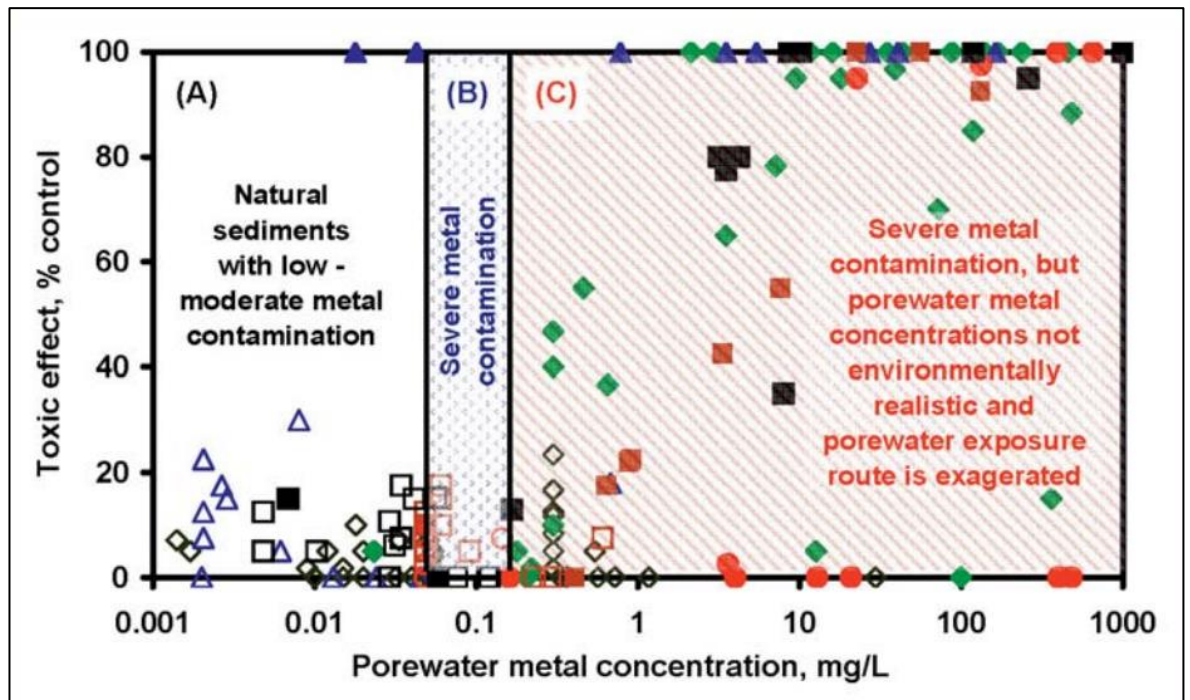 100
80
60
40
20
0
Toxic effect, % control
(A)
(B)
(C)
Natural
sediments
with low -
moderate metal
contamination
Severe metal
contamination
Severe metal
contamination, but
porewater metal
concentrations not
environmentally
realistic and
porewater exposure
route is exagerated
0.001
0.01
0.1
1
10
100
1000
Porewater metal concentration, mg/L